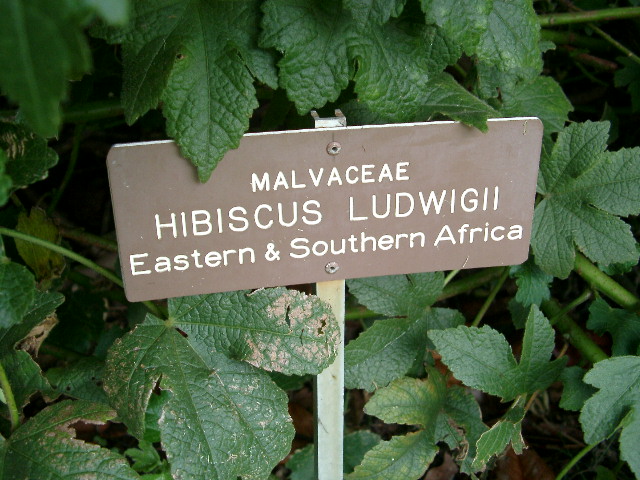 MALVACEAE
HIBISCUS LUDWIGII
Eastern & Southern Africa